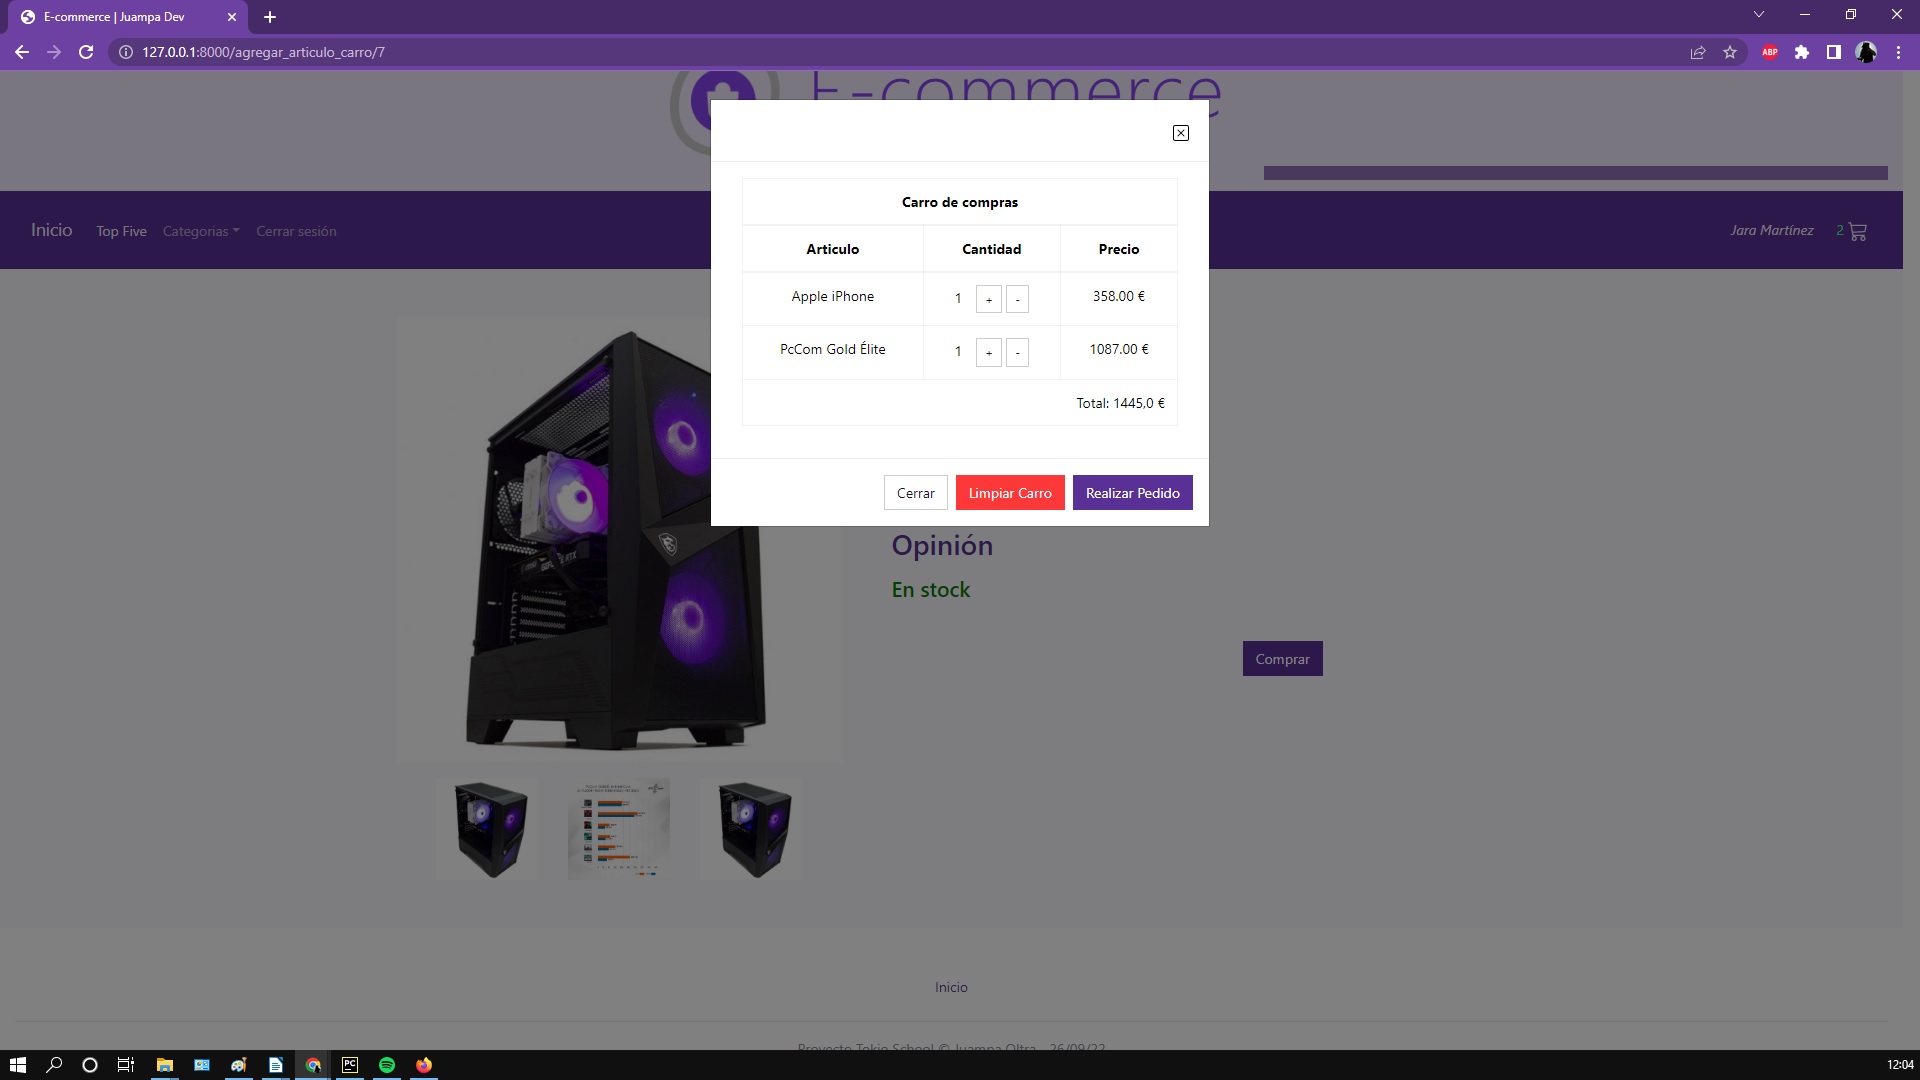 E-commerce | Juampa Dev
127.0.0.1:8000/agregar_articulo_carro/7
ABP
E-commerce
Inicio Top Five Categorias Cerrar sesión Jara Martínez 2
Carro de compras
Articulo Cantidad Precio
Apple iPhone 1 + - 358.00 €
PcCom Gold Élite 1 + - 1087.00 €
Total: 1445,0 €
Cerrar Limpiar Carro Realizar Pedido
Opinión
En stock
Comprar
Inicio
Proyecto Tokio School © Juampa Oltra - 26/09/22
PC
12:04